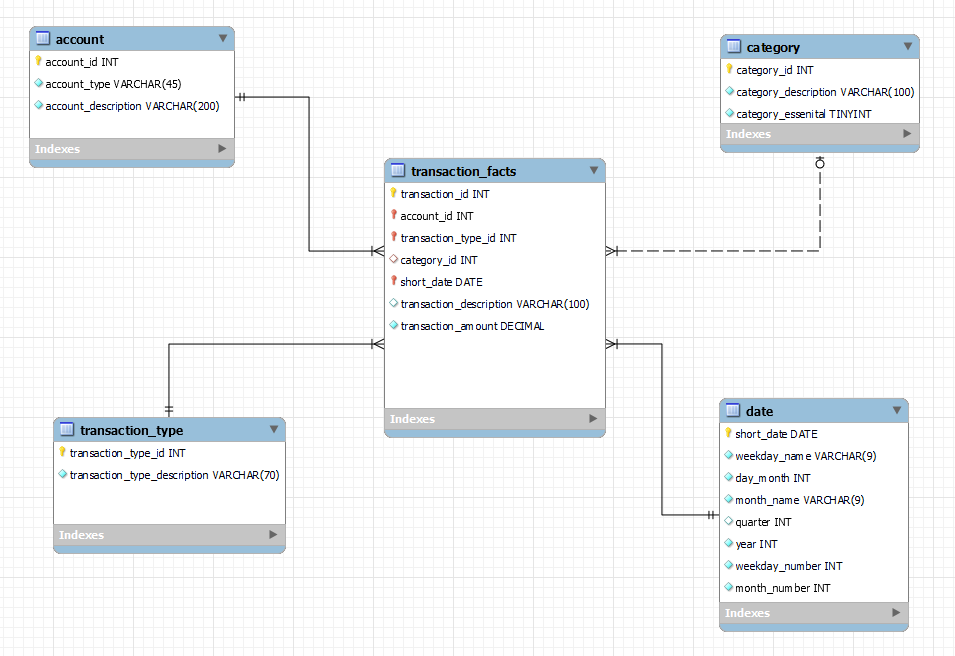 account
account_id INT
account_type VARCHAR(45)
account_description VARCHAR(200)
Indexes
category
category_id INT
category_description VARCHAR(100)
category_essenital TINYINT
Indexes
transaction_facts
transaction_id INT
account_id INT
transaction_type_id INT
category_id INT
short_date DATE
transaction_description VARCHAR(100)
transaction_amount DECIMAL
Indexes
transaction_type
transaction_type_id INT
transaction_type_description VARCHAR(70)
Indexes
date
short_date DATE
weekday_name VARCHAR(9)
day_month INT
month_name VARCHAR(9)
quarter INT
year INT
weekday_number INT
month_number INT
Indexes